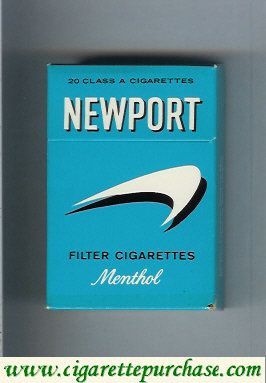 20 CLASS A CIGARETTES
NEWPORT
FILTER CIGARETTES
Menthol
www.cigarettepurchase.com